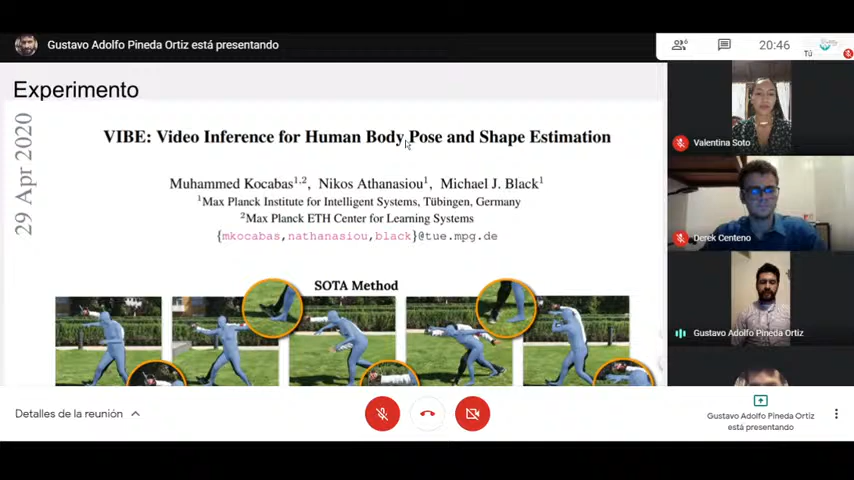 Gustavo Adolfo Pineda Ortiz está presentando
6
20:46
Tú
Experimento
29 Apr 2020
VIBE: Video Inference for Human Body Pose and Shape Estimation
Muhammed Kocabas1,2, Nikos Athanasiou1, Michael J. Black1
1Max Planck Institute for Intelligent Systems, Tübingen, Germany
2Max Planck ETH Center for Learning Systems
{mkocabas,nathanasiou,black}@tue.mpg.de
SOTA Method
Valentina Soto
Derek Centeno
Gustavo Adolfo Pineda Ortiz
Detalles de la reunión
Gustavo Adolfo Pineda Ortiz
está presentando